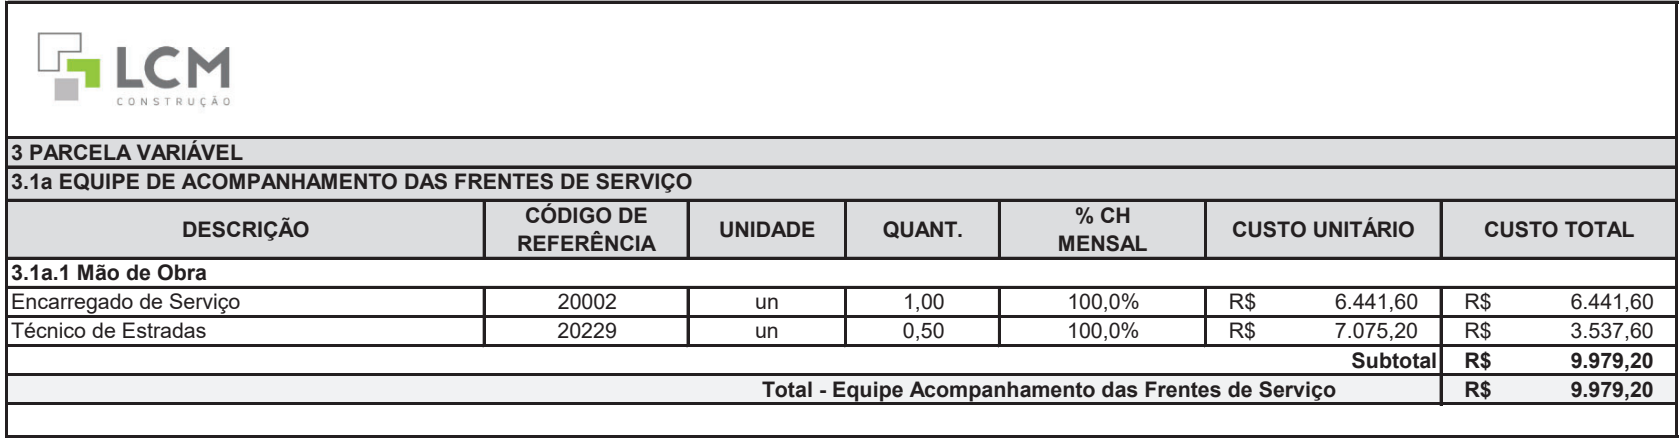 LCM
CONSTRUÇÃO
3 PARCELA VARIÁVEL
3.1a EQUIPE DE ACOMPANHAMENTO DAS FRENTES DE SERVIÇO
DESCRIÇÃO CÓDIGO DE REFERÊNCIA UNIDADE QUANT. % CH MENSAL CUSTO UNITÁRIO CUSTO TOTAL
3.1a.1 Mão de Obra
Encarregado de Serviço 20002 un 1,00 100,0% R$ 6.441,60 R$ 6.441,60
Técnico de Estradas 20229 un 0,50 100,0% R$ 7.075,20 R$ 3.537,60
Subtotal R$ 9.979,20
Total - Equipe Acompanhamento das Frentes de Serviço R$ 9.979,20